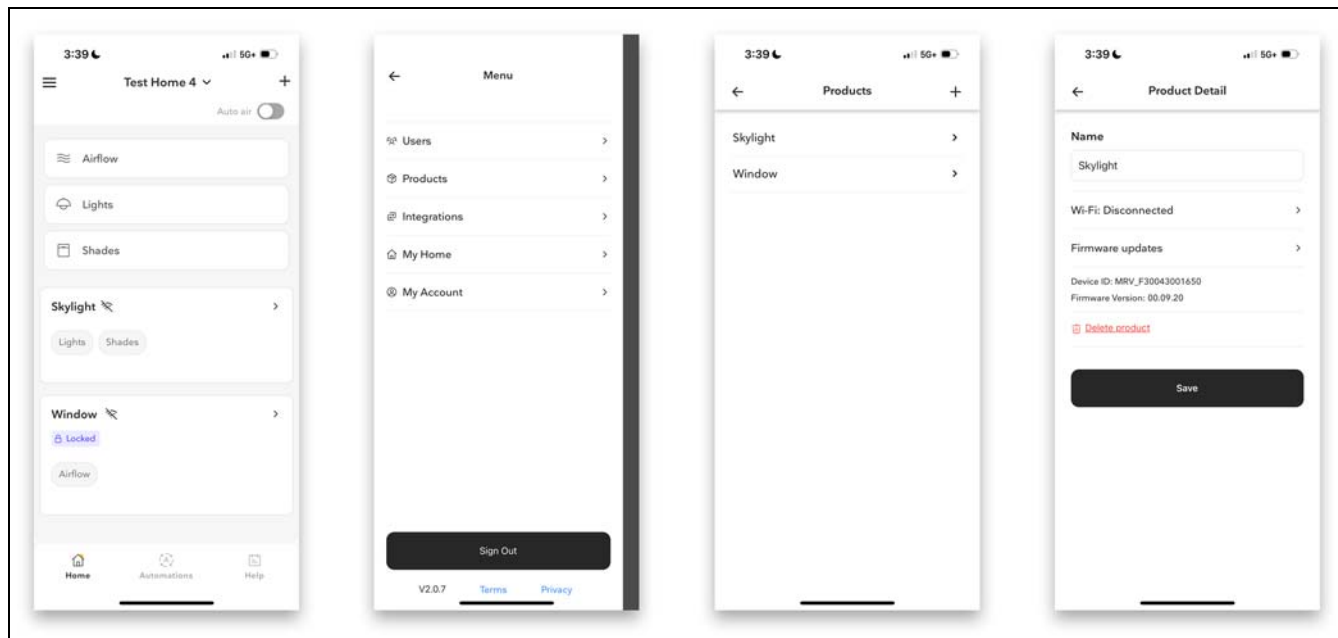 3:39
5G+
Test Home 4
Auto air
Airflow
Lights
Shades
Skylight
Lights Shades
Window
Locked
Airflow
Home Automations Help
Menu
Users
Products
Integrations
My Home
My Account
Sign Out
V2.0.7 Terms Privacy
3:39
5G+
Products
Skylight
Window
3:39
5G+
Product Detail
Name
Skylight
Wi-Fi: Disconnected
Firmware updates
Device ID: MRV_F30043001650
Firmware Version: 00.09.20
Delete product
Save